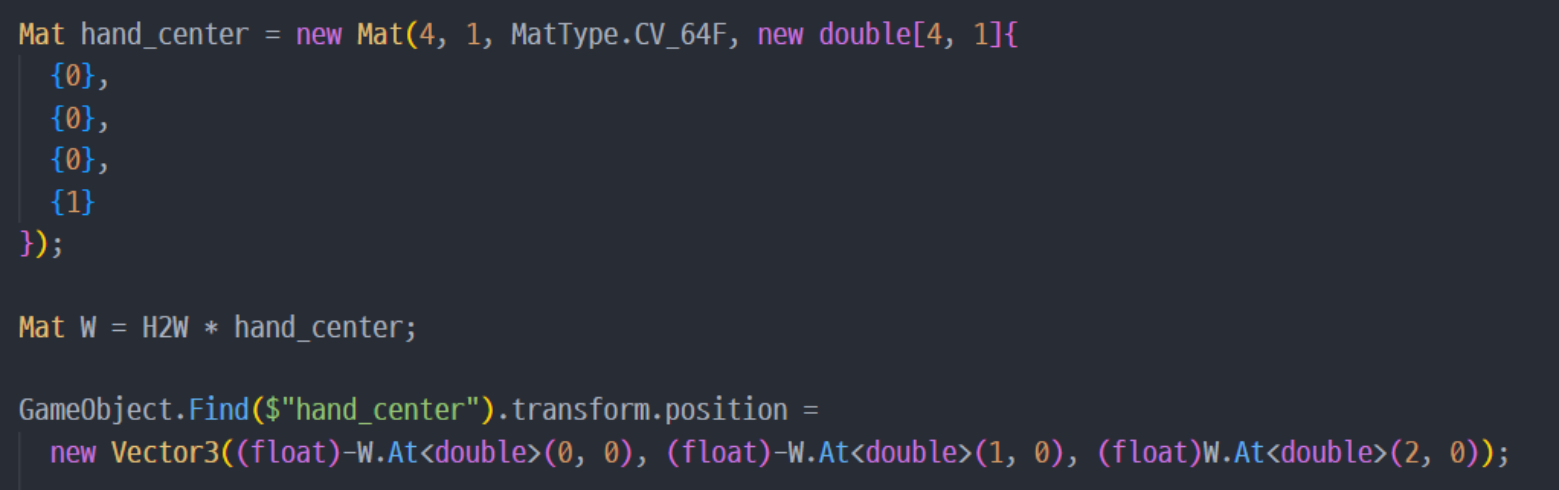 Mat hand_center = new Mat(4, 1, MatType.CV_64F, new double[4, 1]{
  {0},
  {0},
  {0},
  {1}
});
Mat W = H2W * hand_center;
GameObject.Find($"hand_center").transform.position =
  new Vector3((float)-W.At<double>(0, 0), (float)-W.At<double>(1, 0), (float)W.At<double>(2, 0));